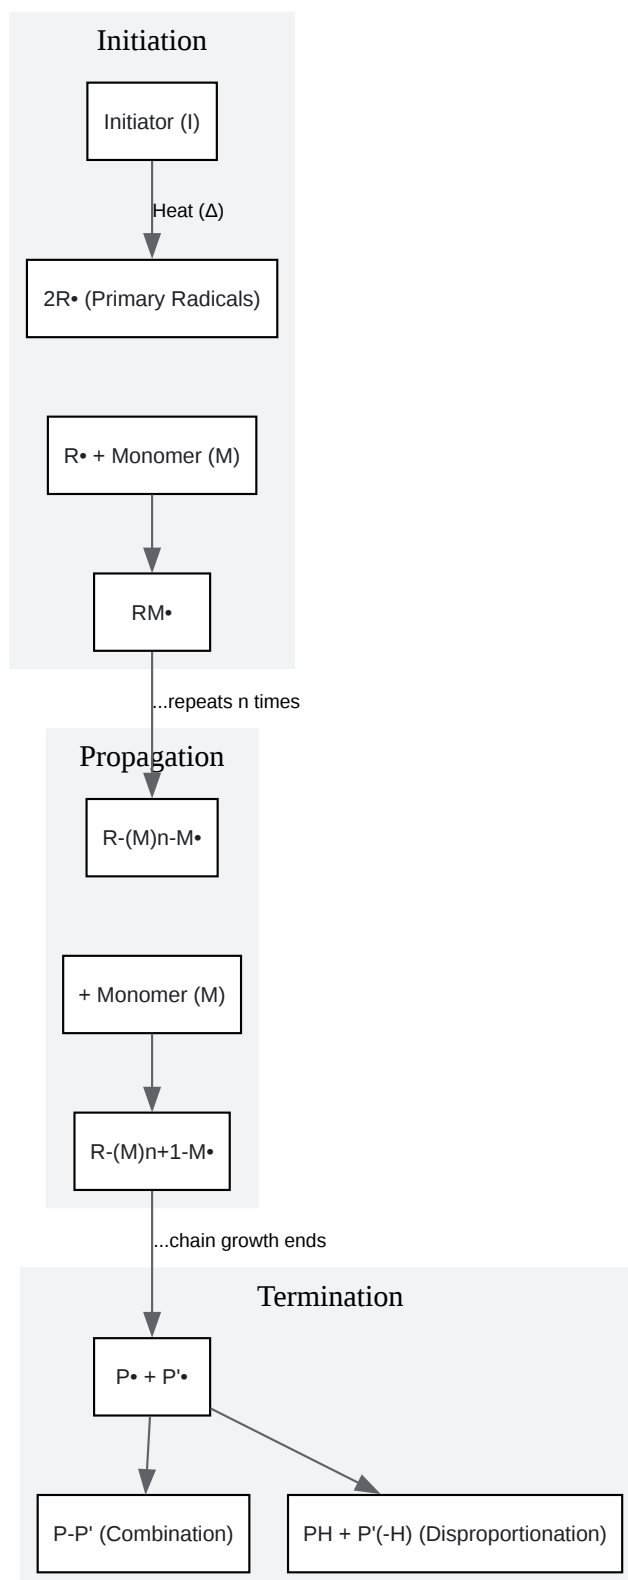 Initiation
Initiator (I)
Heat (Δ)
2R• (Primary Radicals)
R• + Monomer (M)
RM•
...repeats n times
Propagation
R-(M)n-M•
+ Monomer (M)
R-(M)n+1-M•
...chain growth ends
Termination
P• + P'•
P-P' (Combination)
PH + P'(-H) (Disproportionation)